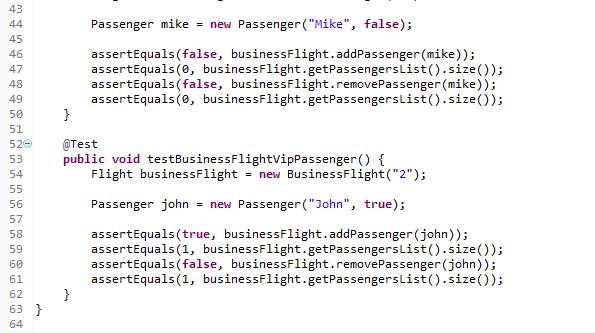 43
44 Passenger mike = new Passenger("Mike", false);
45
46 assertEquals(false, businessFlight.addPassenger(mike));
47 assertEquals(0, businessFlight.getPassengersList().size());
48 assertEquals(false, businessFlight.removePassenger(mike));
49 assertEquals(0, businessFlight.getPassengersList().size());
50 }
51
52 @Test
53 public void testBusinessFlightVipPassenger() {
54 Flight businessFlight = new BusinessFlight("2");
55
56 Passenger john = new Passenger("John", true);
57
58 assertEquals(true, businessFlight.addPassenger(john));
59 assertEquals(1, businessFlight.getPassengersList().size());
60 assertEquals(false, businessFlight.removePassenger(john));
61 assertEquals(1, businessFlight.getPassengersList().size());
62 }
63 }
64